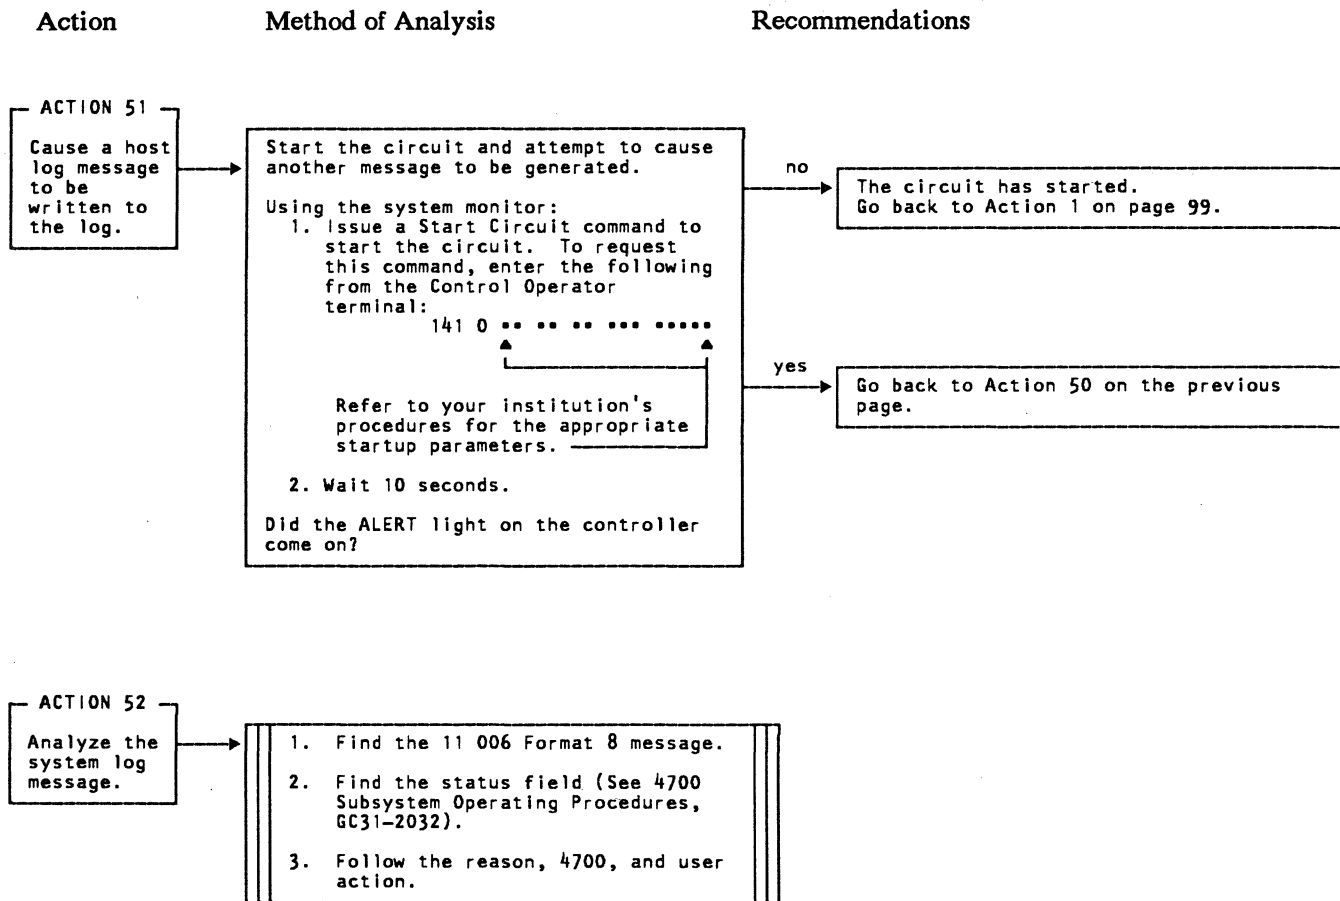 Action Method of Analysis Recommendations
ACTION 51
Cause a host
log message
to be
written to
the log.
Start the circuit and attempt to cause
another message to be generated.
Using the system monitor:
1. Issue a Start Circuit command to
start the circuit. To request
this command, enter the following
from the Control Operator
terminal:
141 0 ▪▪ ▪▪ ▪▪ ▪▪▪ ▪▪▪▪▪
Refer to your institution's
procedures for the appropriate
startup parameters.
2. Wait 10 seconds.
Did the ALERT light on the controller
come on?
no
The circuit has started.
Go back to Action 1 on page 99.
yes
Go back to Action 50 on the previous
page.
ACTION 52
Analyze the
system log
message.
1. Find the 11 006 Format 8 message.
2. Find the status field (See 4700
Subsystem Operating Procedures,
GC31-2032).
3. Follow the reason, 4700, and user
action.